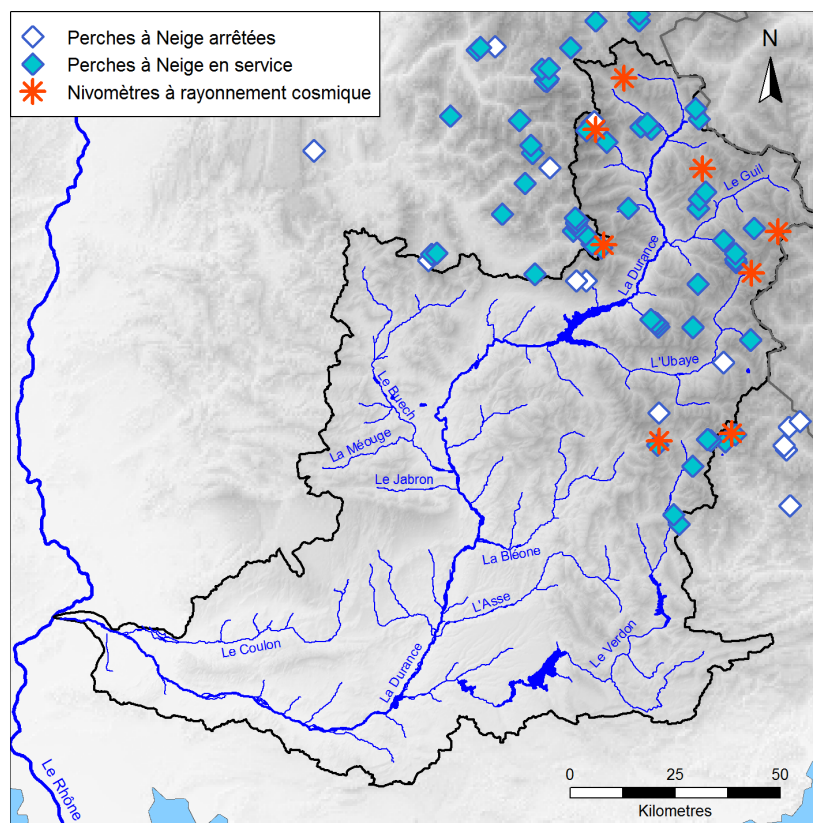 Perches à Neige arrêtées
Perches à Neige en service
Nivomètres à rayonnement cosmique
N
Le Guil
La Durance
L'Ubaye
Le Buech
La Méouge
Le Jabron
La Bléone
L'Asse
Le Verdon
Le Coulon
La Durance
Le Rhône
0 25 50
Kilometres